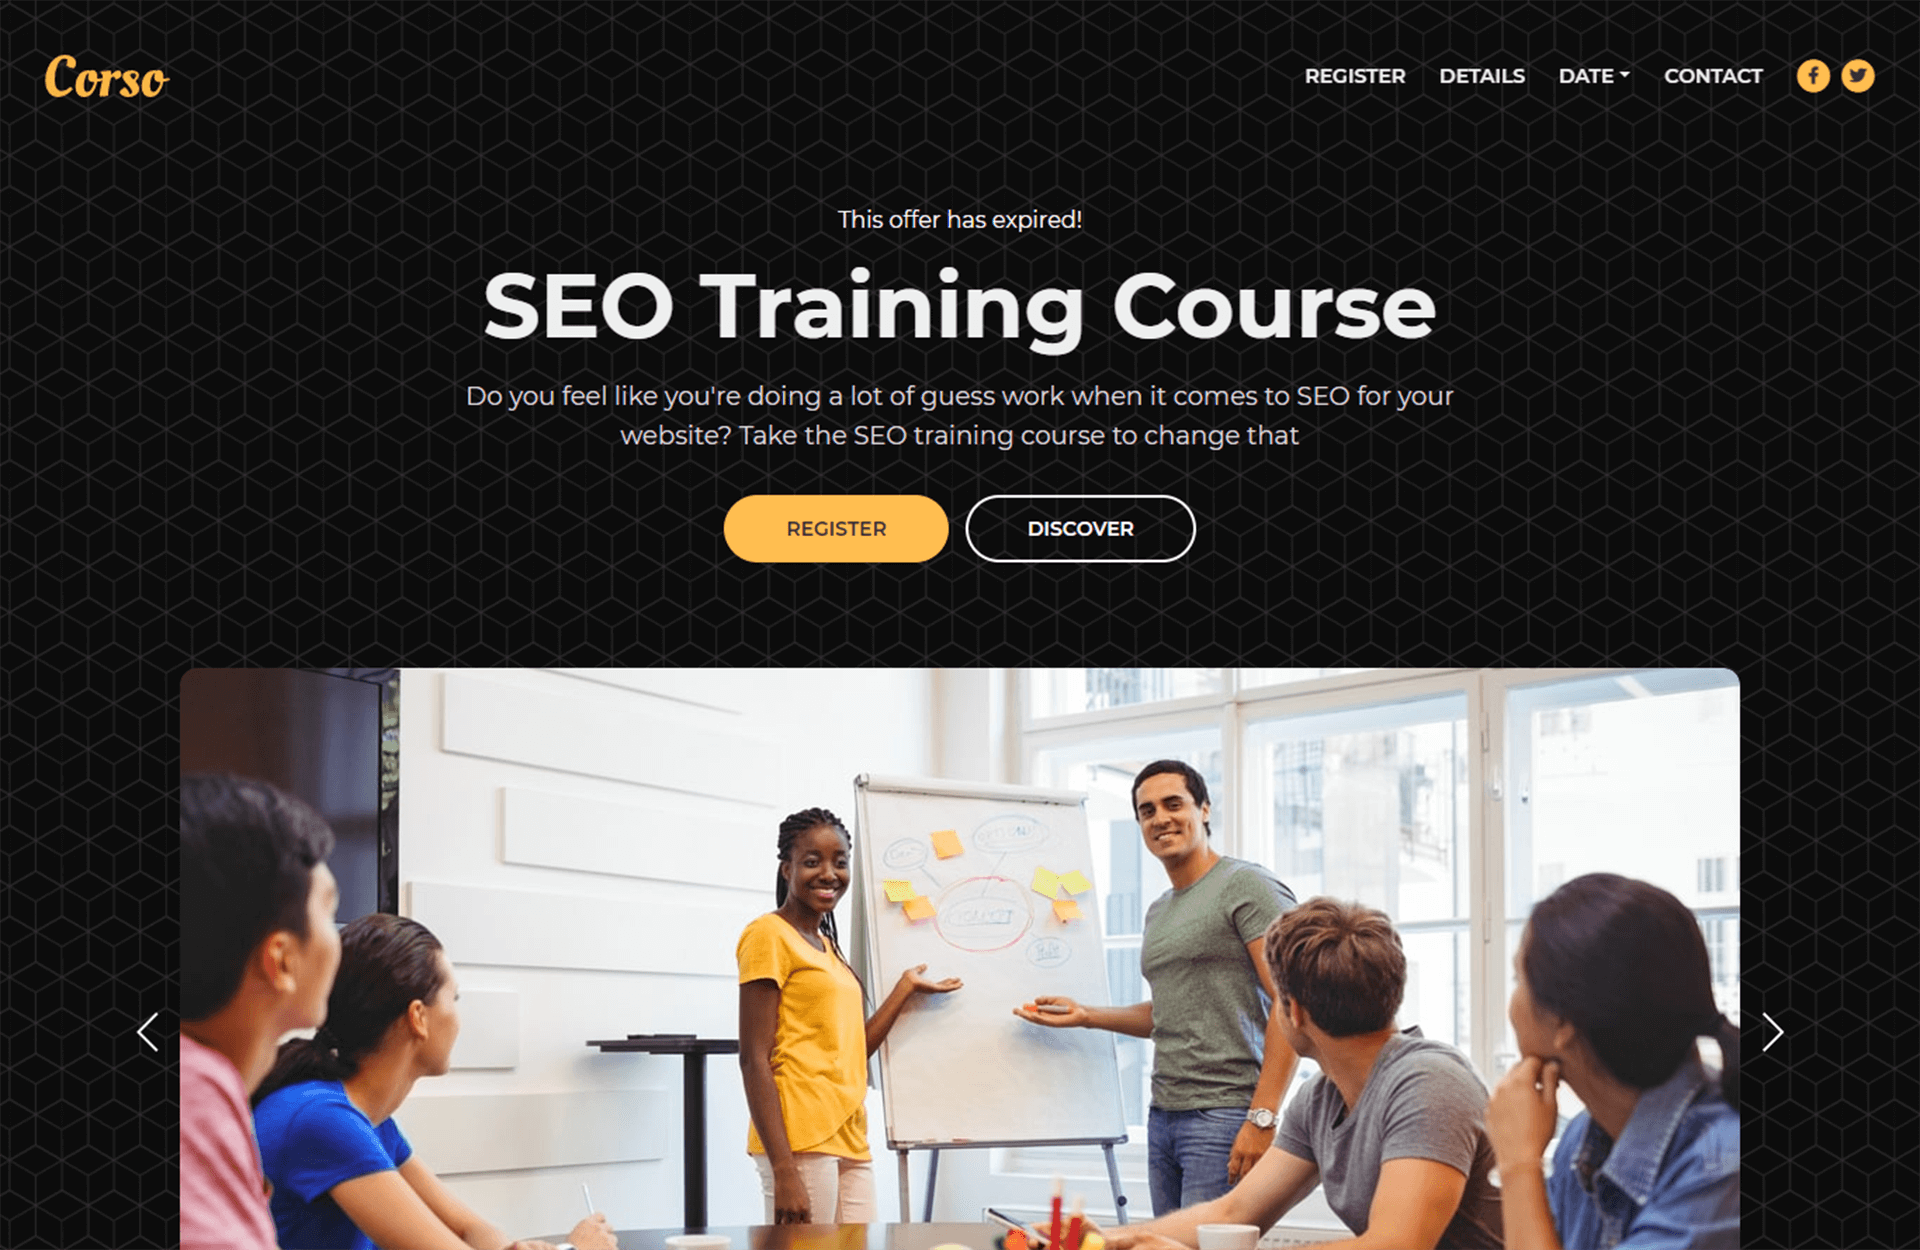 Corso
REGISTER
DETAILS
DATE
CONTACT
This offer has expired!
SEO Training Course
Do you feel like you're doing a lot of guess work when it comes to SEO for your
website? Take the SEO training course to change that
REGISTER
DISCOVER